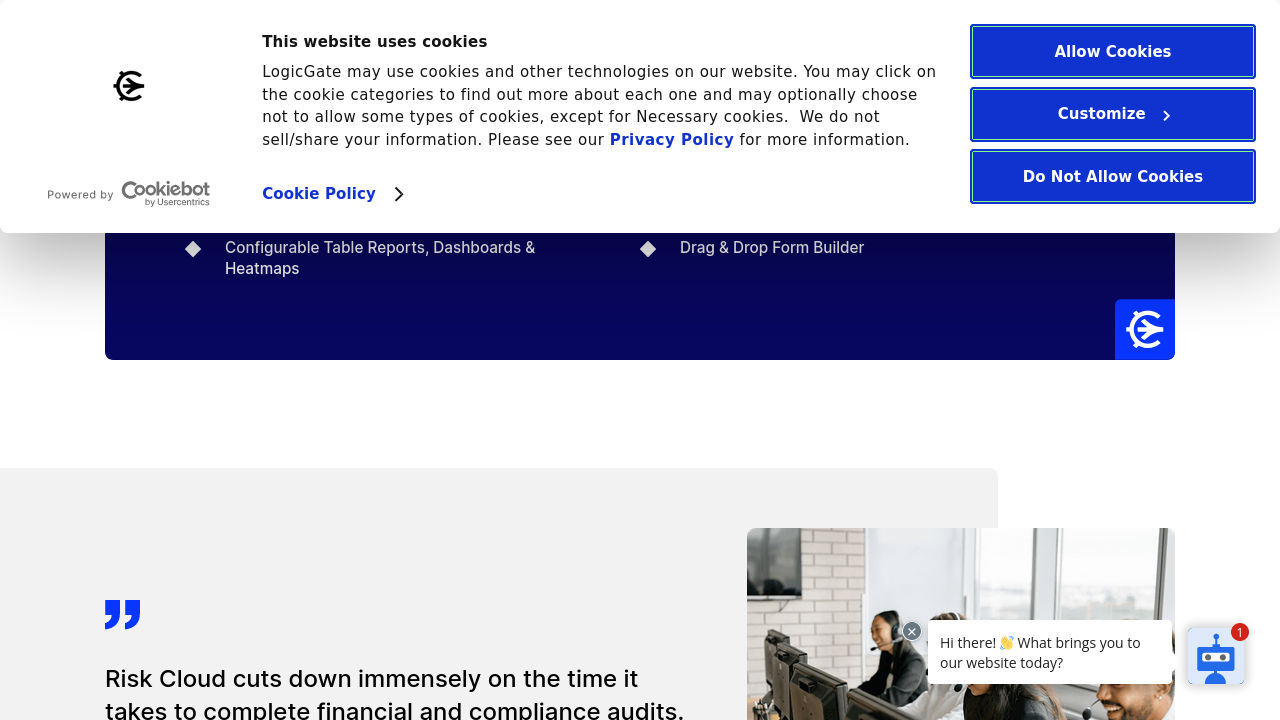 This website uses cookies
LogicGate may use cookies and other technologies on our website. You may click on
the cookie categories to find out more about each one and may optionally choose
not to allow some types of cookies, except for Necessary cookies.  We do not
sell/share your information. Please see our Privacy Policy for more information.
Cookie Policy
Powered by Cookiebot
by Usercentrics
Allow Cookies
Customize
Do Not Allow Cookies
Configurable Table Reports, Dashboards &
Heatmaps
Drag & Drop Form Builder
Risk Cloud cuts down immensely on the time it
takes to complete financial and compliance audits.
Hi there! 👋 What brings you to
our website today?
1